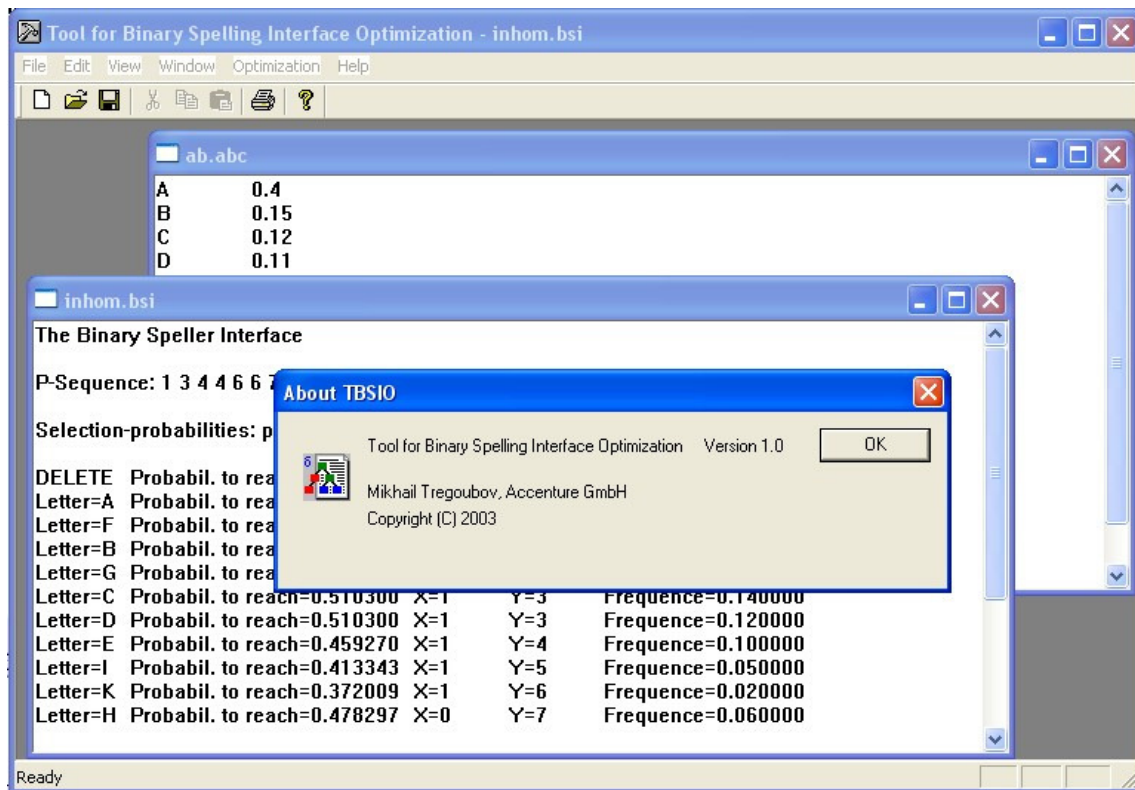 Tool for Binary Spelling Interface Optimization - inhom.bsi
File Edit View Window Optimization Help
ab.abc
A 0.4
B 0.15
C 0.12
D 0.11
inhom.bsi
The Binary Speller Interface
P-Sequence: 1 3 4 4 6 6 7
Selection-probabilities: p
DELETE Probabil. to rea
Letter=A Probabil. to rea
Letter=F Probabil. to rea
Letter=B Probabil. to rea
Letter=G Probabil. to rea
Letter=C Probabil. to reach=0.510300 X=1 Y=3 Frequence=0.140000
Letter=D Probabil. to reach=0.510300 X=1 Y=3 Frequence=0.120000
Letter=E Probabil. to reach=0.459270 X=1 Y=4 Frequence=0.100000
Letter=I Probabil. to reach=0.413343 X=1 Y=5 Frequence=0.050000
Letter=K Probabil. to reach=0.372009 X=1 Y=6 Frequence=0.020000
Letter=H Probabil. to reach=0.478297 X=0 Y=7 Frequence=0.060000
About TBSIO
Tool for Binary Spelling Interface Optimization Version 1.0
OK
Mikhail Tregoubov, Accenture GmbH
Copyright (C) 2003
Ready